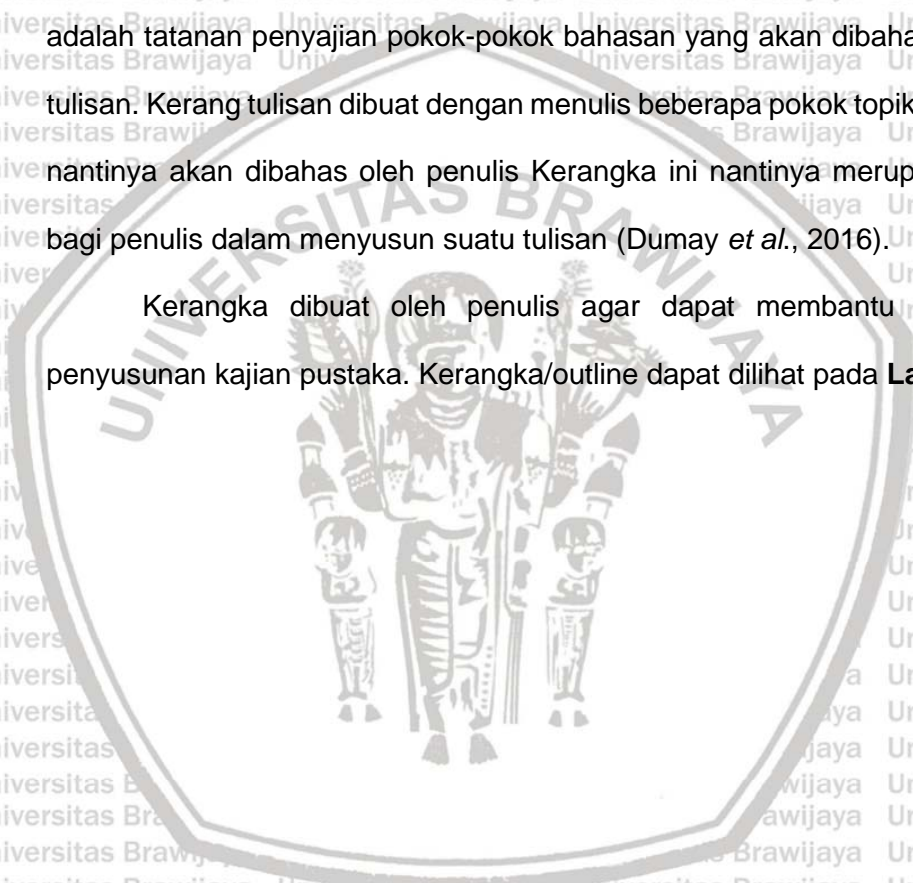 adalah tatanan penyajian pokok-pokok bahasan yang akan dibaha
tulisan. Kerang tulisan dibuat dengan menulis beberapa pokok topik
nantinya akan dibahas oleh penulis Kerangka ini nantinya merup
bagi penulis dalam menyusun suatu tulisan (Dumay et al., 2016).
Kerangka dibuat oleh penulis agar dapat membantu
penyusunan kajian pustaka. Kerangka/outline dapat dilihat pada La
UNIVERSITAS BRAWIJAYA